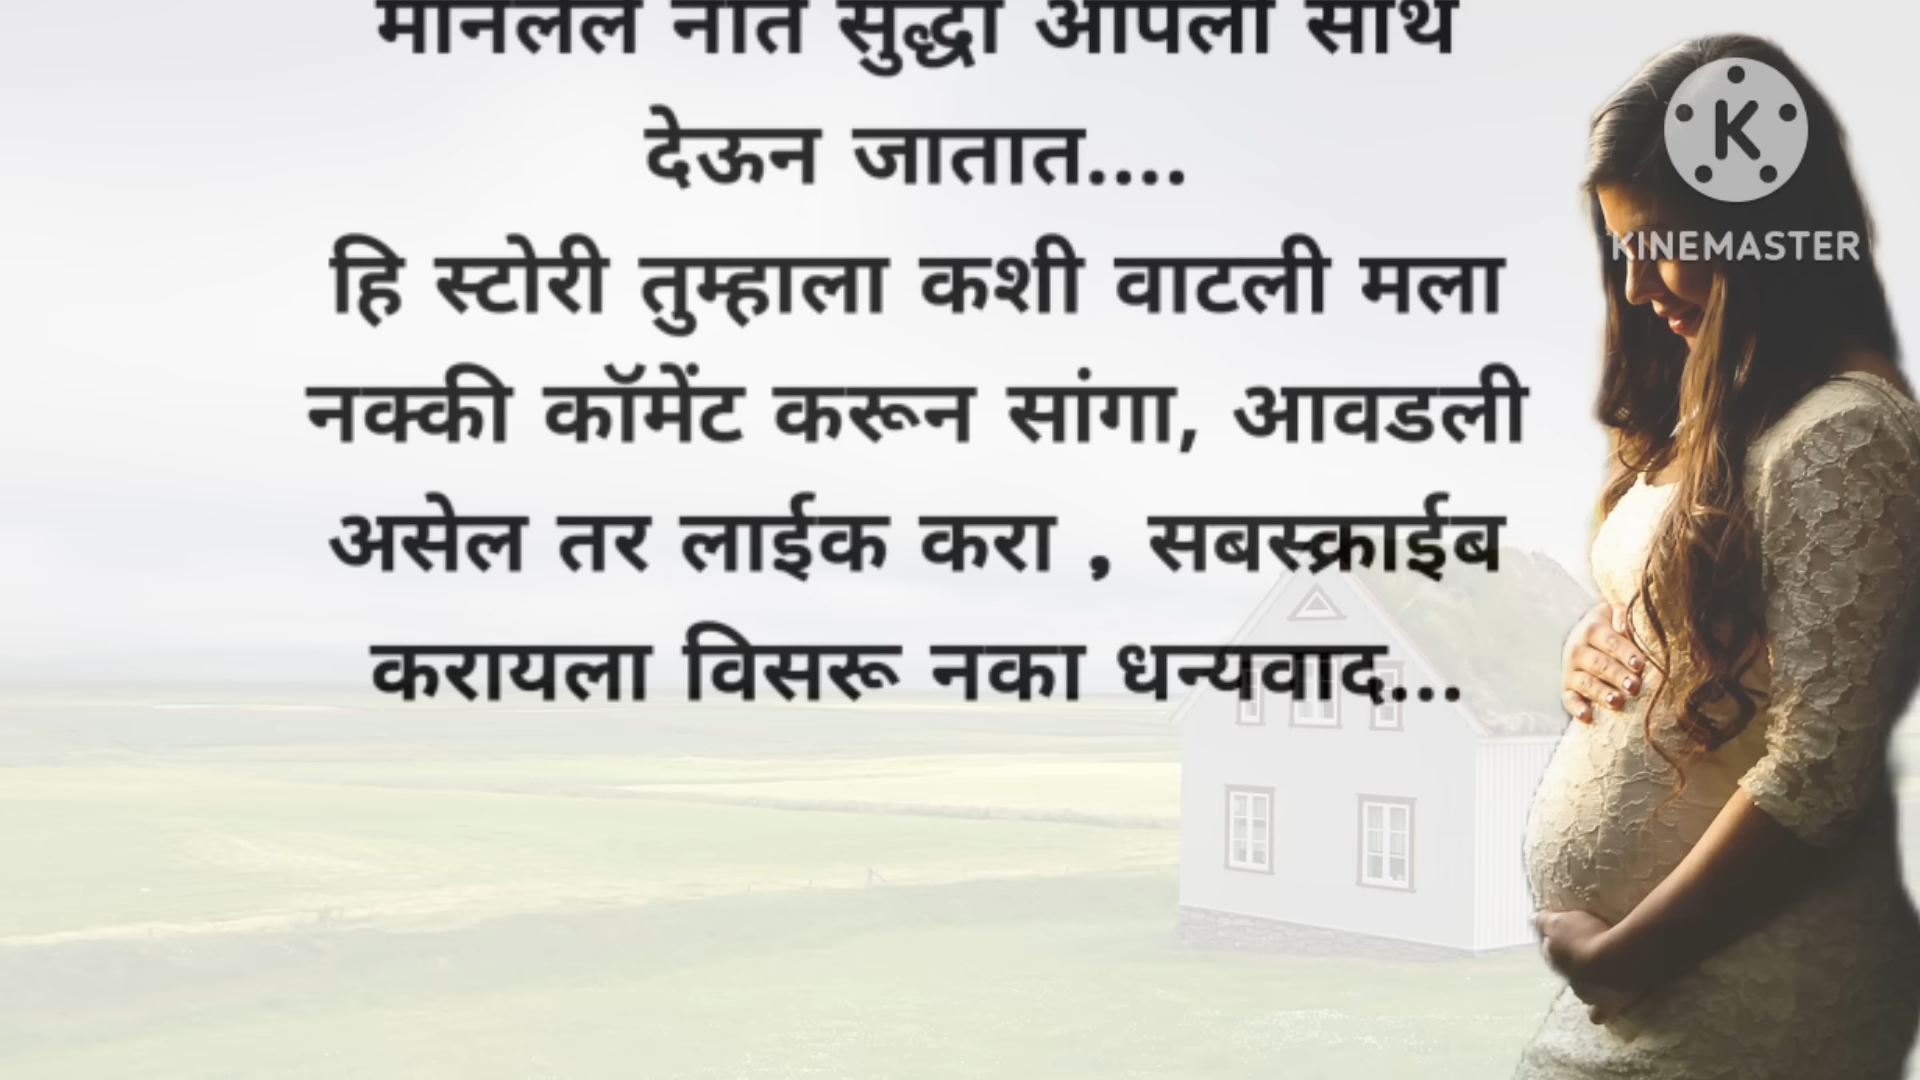 सुद्धा
देऊन जातात....
हि स्टोरी तुम्हाला कशी वाटली मला
नक्की कॉमेंट करून सांगा, आवडली
असेल तर लाईक करा , सबस्क्राईब
करायला विसरू नका धन्यवाद...
K
KINEMASTER